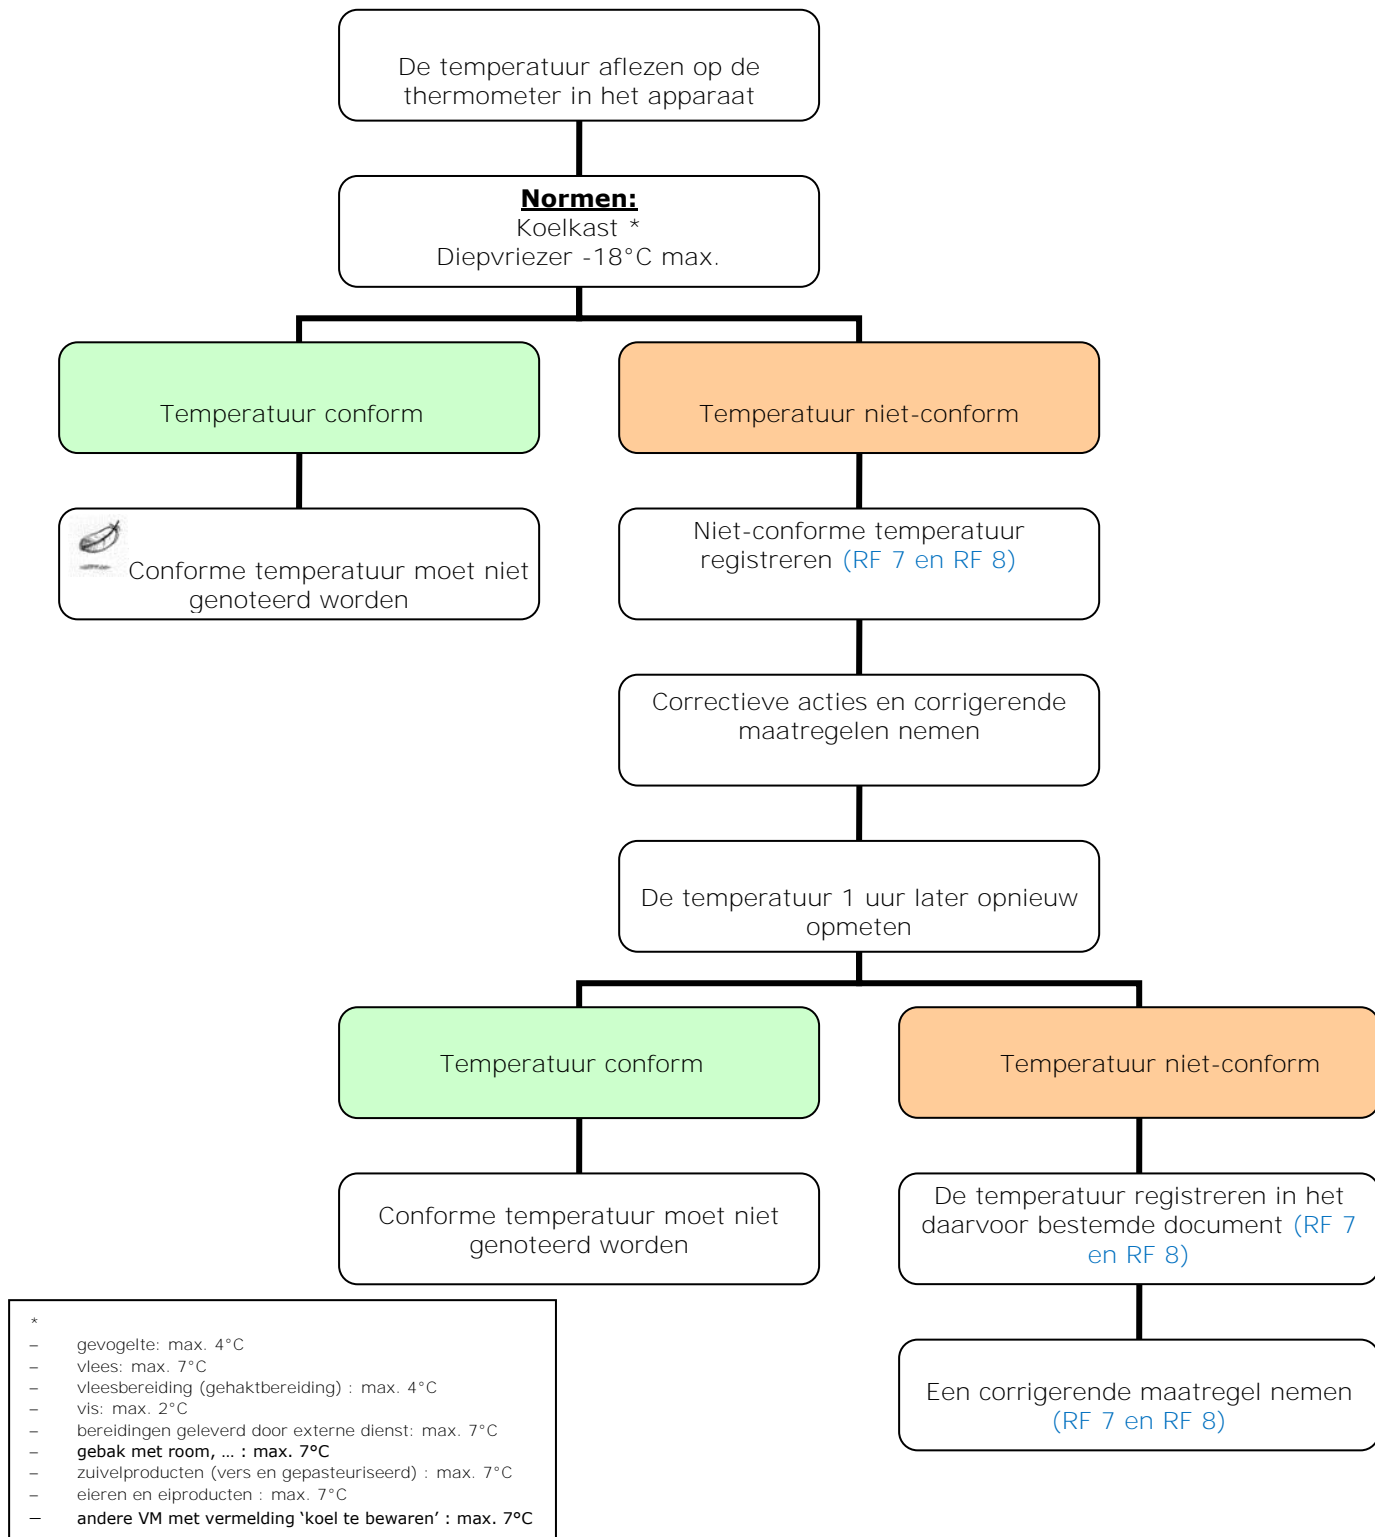 De temperatuur aflezen op de
thermometer in het apparaat
Normen:
Koelkast *
Diepvriezer -18°C max.
Temperatuur conform
Temperatuur niet-conform
Conforme temperatuur moet niet
genoteerd worden
Niet-conforme temperatuur
registreren (RF 7 en RF 8)
Correctieve acties en corrigerende
maatregelen nemen
De temperatuur 1 uur later opnieuw
opmeten
Temperatuur conform
Temperatuur niet-conform
Conforme temperatuur moet niet
genoteerd worden
De temperatuur registreren in het
daarvoor bestemde document (RF 7
en RF 8)
Een corrigerende maatregel nemen
(RF 7 en RF 8)
*
– gevogelte: max. 4°C
– vlees: max. 7°C
– vleesbereiding (gehaktbereiding) : max. 4°C
– vis: max. 2°C
– bereidingen geleverd door externe dienst: max. 7°C
– gebak met room, ... : max. 7°C
– zuivelproducten (vers en gepasteuriseerd) : max. 7°C
– eieren en eiproducten : max. 7°C
– andere VM met vermelding ‘koel te bewaren’ : max. 7°C